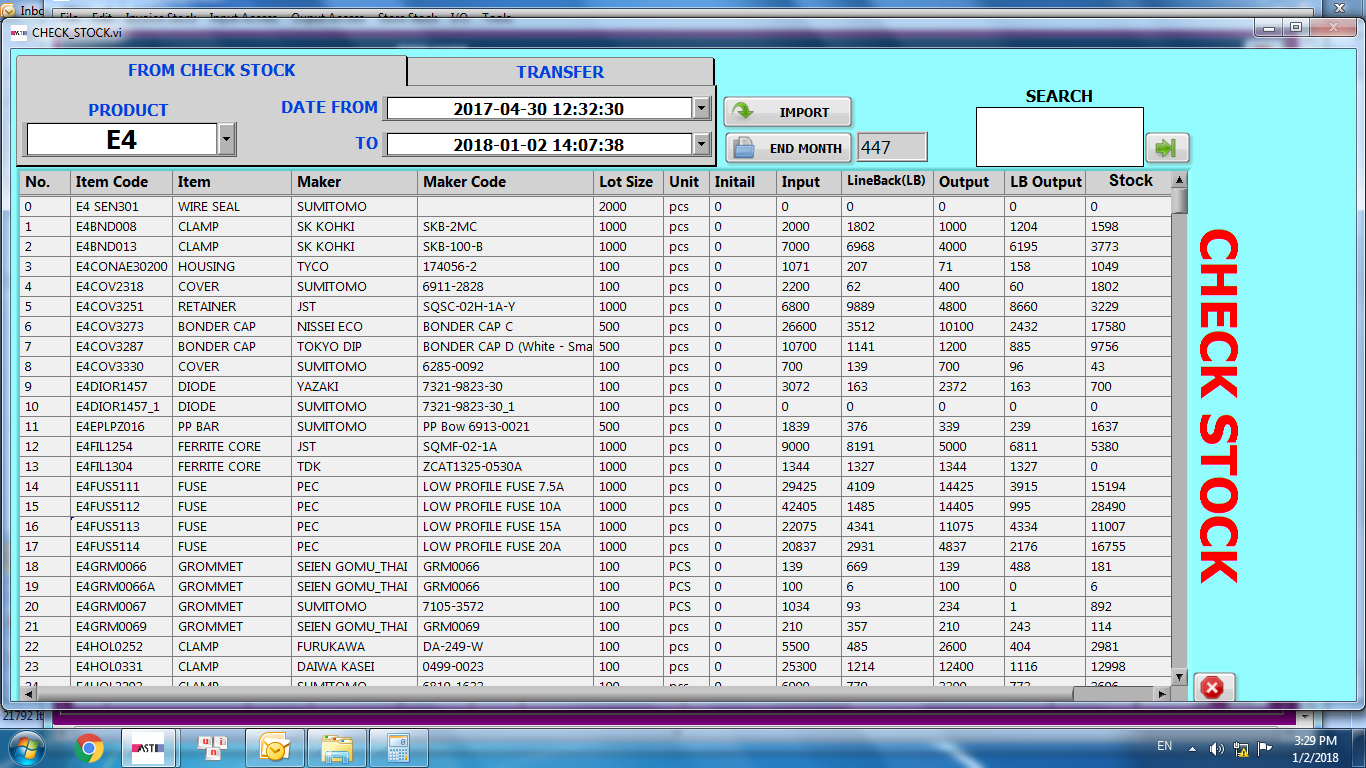 Inbo
File Edit Invoice Stock Input Access Ouput Access Store Stock I/O Tools
CHECK_STOCK.vi
FROM CHECK STOCK TRANSFER
PRODUCT DATE FROM 2017-04-30 12:32:30 IMPORT SEARCH
E4 TO 2018-01-02 14:07:38 END MONTH 447
No. Item Code Item Maker Maker Code Lot Size Unit Initail Input LineBack(LB) Output LB Output Stock
0 E4 SEN301 WIRE SEAL SUMITOMO 2000 pcs 0 0 0 0 0 0
1 E4BND008 CLAMP SK KOHKI SKB-2MC 1000 pcs 0 2000 1802 1000 1204 1598
2 E4BND013 CLAMP SK KOHKI SKB-100-B 1000 pcs 0 7000 6968 4000 6195 3773
3 E4CONAE30200 HOUSING TYCO 174056-2 100 pcs 0 1071 207 71 158 1049
4 E4COV2318 COVER SUMITOMO 6911-2828 100 pcs 0 2200 62 400 60 1802
5 E4COV3251 RETAINER JST SQSC-02H-1A-Y 1000 pcs 0 6800 9889 4800 8660 3229
6 E4COV3273 BONDER CAP NISSEI ECO BONDER CAP C 500 pcs 0 26600 3512 10100 2432 17580
7 E4COV3287 BONDER CAP TOKYO DIP BONDER CAP D (White - Sma 500 pcs 0 10700 1141 1200 885 9756
8 E4COV3330 COVER SUMITOMO 6285-0092 100 pcs 0 700 139 700 96 43
9 E4DIOR1457 DIODE YAZAKI 7321-9823-30 100 pcs 0 3072 163 2372 163 700
10 E4DIOR1457_1 DIODE SUMITOMO 7321-9823-30_1 100 pcs 0 0 0 0 0 0
11 E4EPLPZ016 PP BAR SUMITOMO PP Bow 6913-0021 500 pcs 0 1839 376 339 239 1637
12 E4FIL1254 FERRITE CORE JST SQMF-02-1A 1000 pcs 0 9000 8191 5000 6811 5380
13 E4FIL1304 FERRITE CORE TDK ZCAT1325-0530A 1000 pcs 0 1344 1327 1344 1327 0
14 E4FUS5111 FUSE PEC LOW PROFILE FUSE 7.5A 1000 pcs 0 29425 4109 14425 3915 15194
15 E4FUS5112 FUSE PEC LOW PROFILE FUSE 10A 1000 pcs 0 42405 1485 14405 995 28490
16 E4FUS5113 FUSE PEC LOW PROFILE FUSE 15A 1000 pcs 0 22075 4341 11075 4334 11007
17 E4FUS5114 FUSE PEC LOW PROFILE FUSE 20A 1000 pcs 0 20837 2931 4837 2176 16755
18 E4GRM0066 GROMMET SEIEN GOMU_THAI GRM0066 100 PCS 0 139 669 139 488 181
19 E4GRM0066A GROMMET SEIEN GOMU_THAI GRM0066 100 PCS 0 100 6 100 0 6
20 E4GRM0067 GROMMET SUMITOMO 7105-3572 100 PCS 0 1034 93 234 1 892
21 E4GRM0069 GROMMET SEIEN GOMU_THAI GRM0069 100 pcs 0 210 357 210 243 114
22 E4HOL0252 CLAMP FURUKAWA DA-249-W 100 pcs 0 5500 485 2600 404 2981
23 E4HOL0331 CLAMP DAIWA KASEI 0499-0023 100 pcs 0 25300 1214 12400 1116 12998
CHECK STOCK
ASTI
EN 3:29 PM
1/2/2018